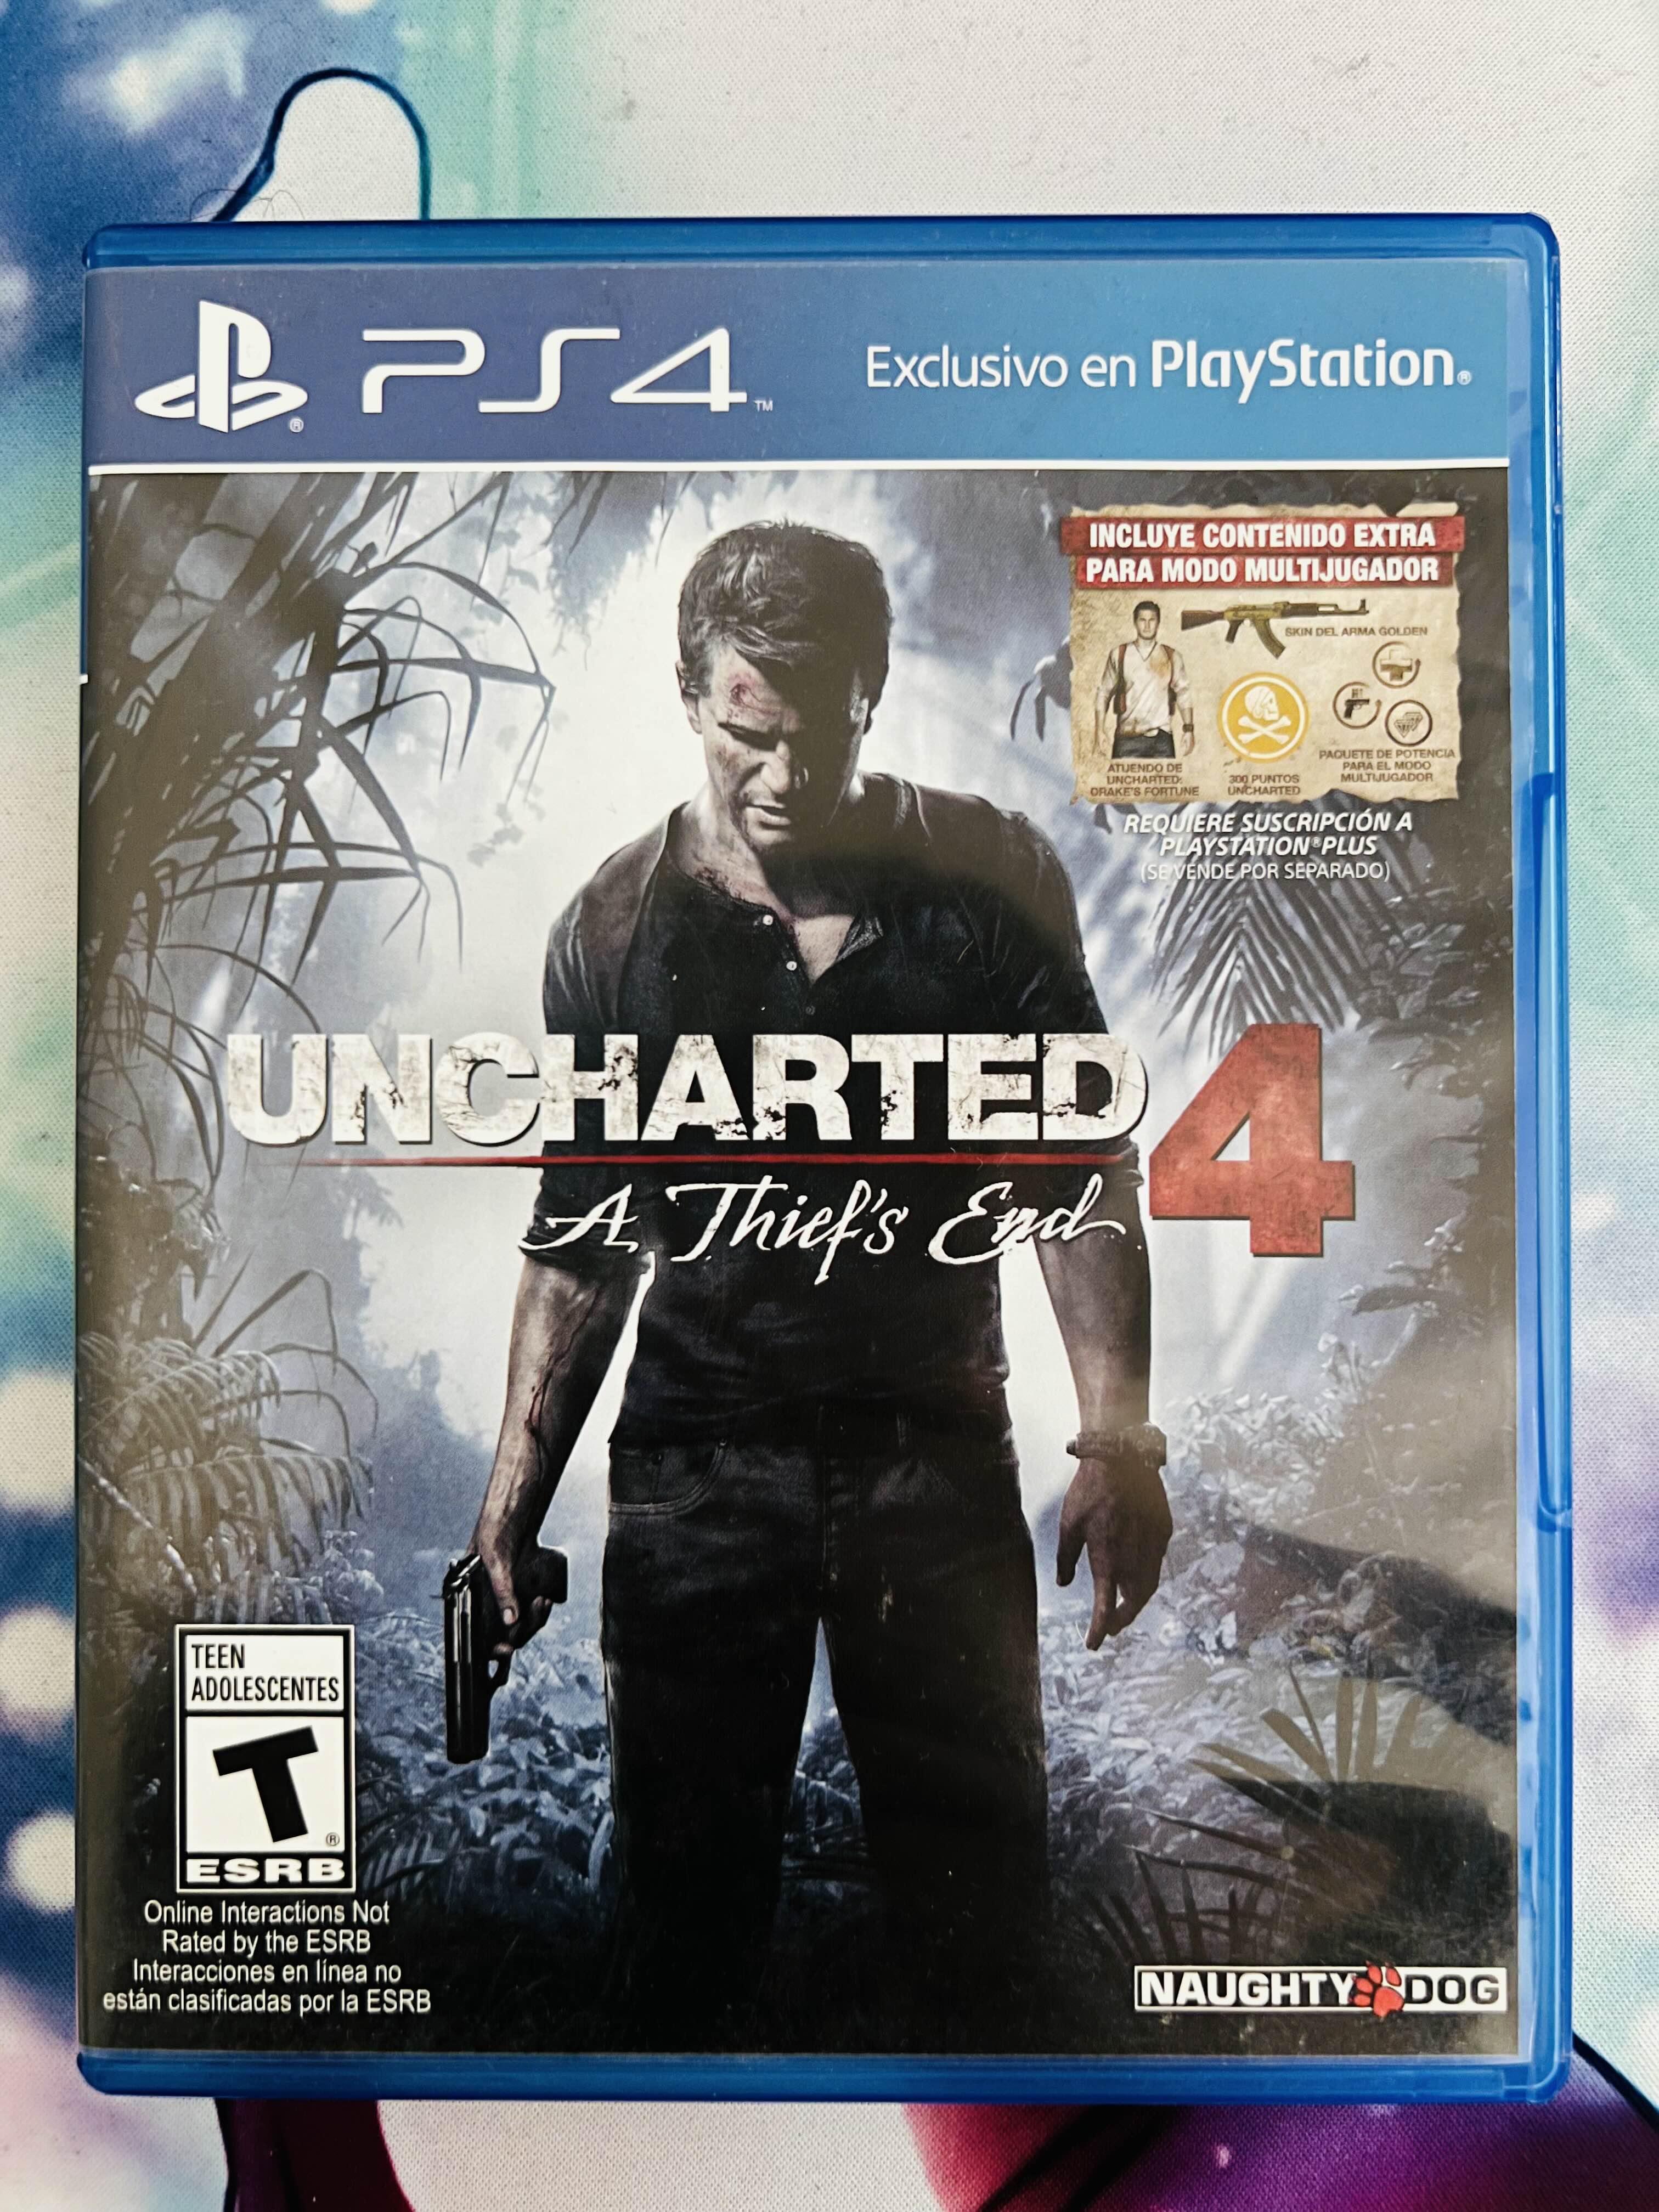 PS4™
Exclusivo en PlayStation®
INCLUYE CONTENIDO EXTRA
PARA MODO MULTIJUGADOR
SKIN DEL ARMA GOLDEN
ATUENDO DE
UNCHARTED:
DRAKE'S FORTUNE
300 PUNTOS
UNCHARTED
PAQUETE DE POTENCIA
PARA EL MODO
MULTIJUGADOR
REQUIERE SUSCRIPCIÓN A
PLAYSTATION®PLUS
(SE VENDE POR SEPARADO)
UNCHARTED 4
A Thief's End
TEEN
ADOLESCENTES
T
®
ESRB
Online Interactions Not
Rated by the ESRB
Interacciones en línea no
están clasificadas por la ESRB
NAUGHTY DOG